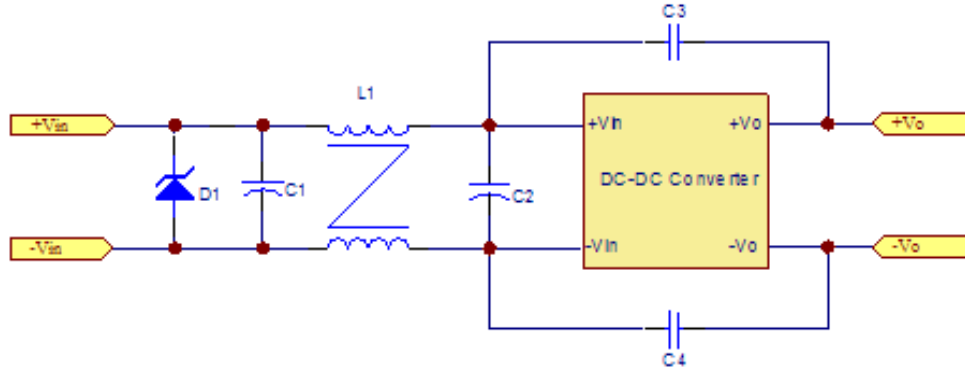 C3
L1
+Vin
+Vin
+Vo
+Vo
D1
C1
C2
DC-DC Converter
-Vin
-Vin
-Vo
-Vo
C4